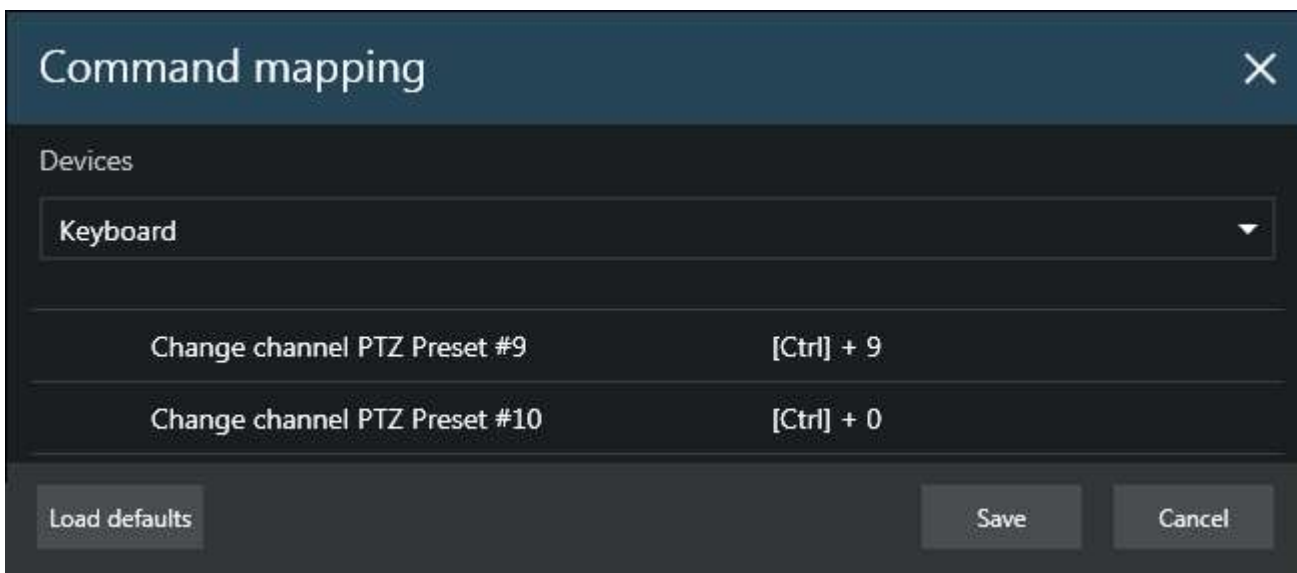 Command mapping
Devices
Keyboard
Change channel PTZ Preset #9 [Ctrl] + 9
Change channel PTZ Preset #10 [Ctrl] + 0
Load defaults Save Cancel